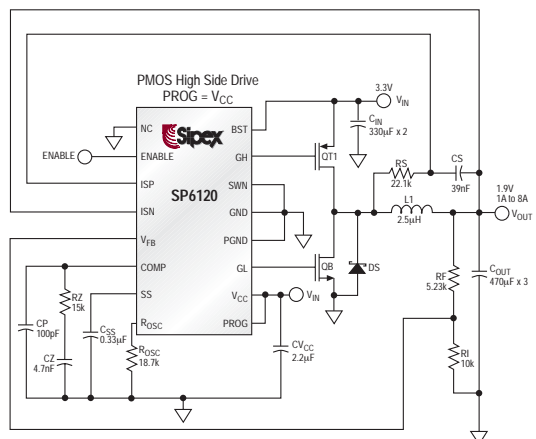 PMOS High Side Drive
PROG = VCC
3.3V
VIN
CIN
330µF x 2
NC
Sipex
BST
ENABLE
ENABLE
GH
QT1
RS
22.1k
CS
39nF
ISP
SP6120
SWN
L1
2.5µH
1.9V
1A to 8A
VOUT
ISN
GND
VFB
PGND
COMP
GL
QB
DS
RF
5.23k
COUT
470µF x 3
RZ
15k
SS
VCC
VIN
CP
100pF
CSS
0.33µF
ROSC
PROG
CZ
4.7nF
ROSC
18.7k
CVCC
2.2µF
RI
10k